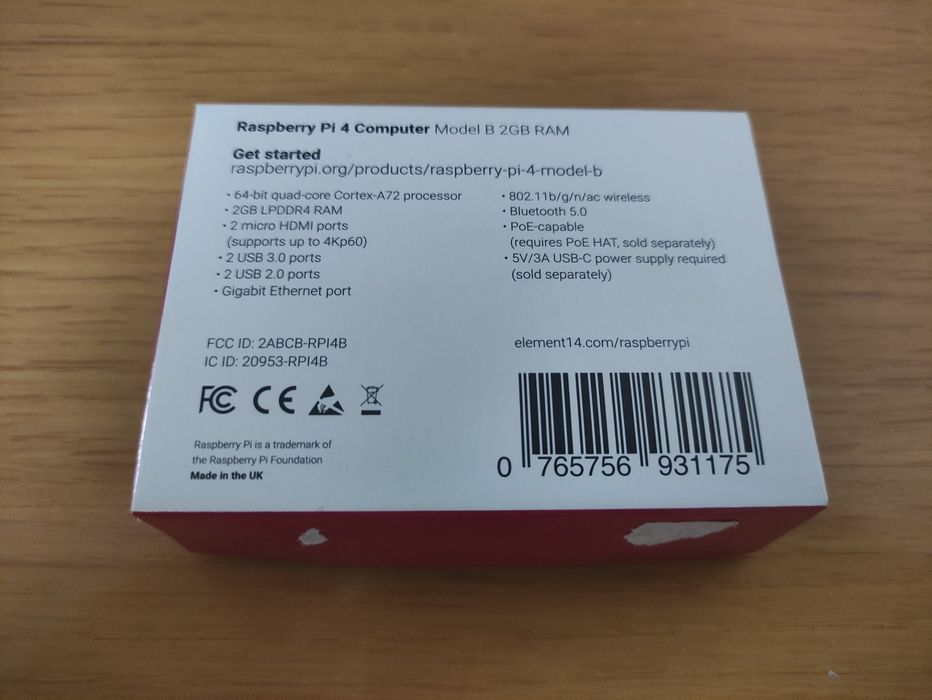 Raspberry Pi 4 Computer Model B 2GB RAM
Get started
raspberrypi.org/products/raspberry-pi-4-model-b
• 64-bit quad-core Cortex-A72 processor
• 2GB LPDDR4 RAM
• 2 micro HDMI ports
(supports up to 4Kp60)
• 2 USB 3.0 ports
• 2 USB 2.0 ports
• Gigabit Ethernet port
• 802.11b/g/n/ac wireless
• Bluetooth 5.0
• PoE-capable
(requires PoE HAT, sold separately)
• 5V/3A USB-C power supply required
(sold separately)
FCC ID: 2ABCB-RPI4B
IC ID: 20953-RPI4B
FC CE
Raspberry Pi is a trademark of
the Raspberry Pi Foundation
Made in the UK
element14.com/raspberrypi
0 765756 931175